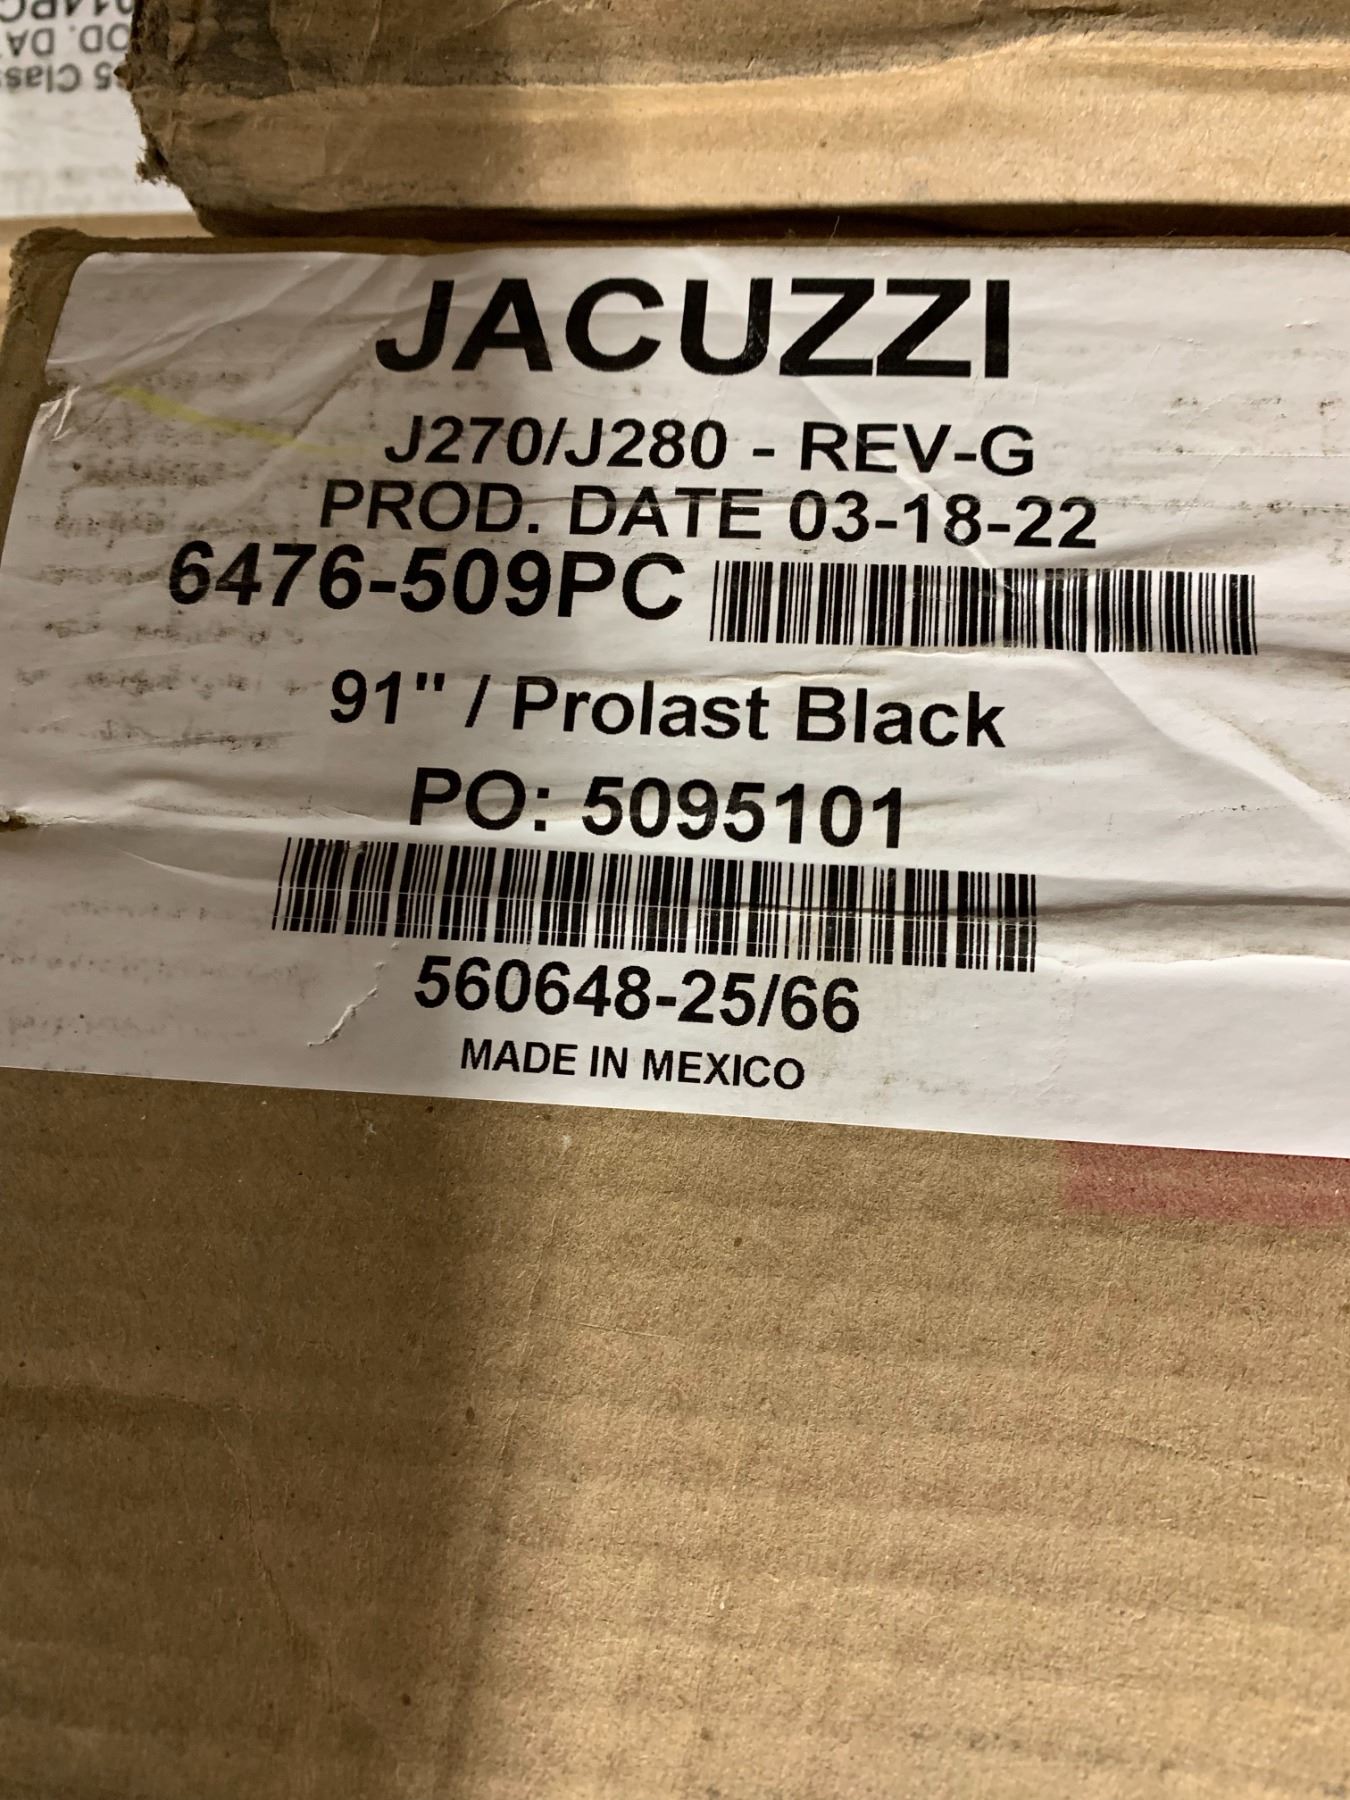 JACUZZI
J270/J280 - REV-G
PROD. DATE 03-18-22
6476-509PC
91" / Prolast Black
PO: 5095101
560648-25/66
MADE IN MEXICO